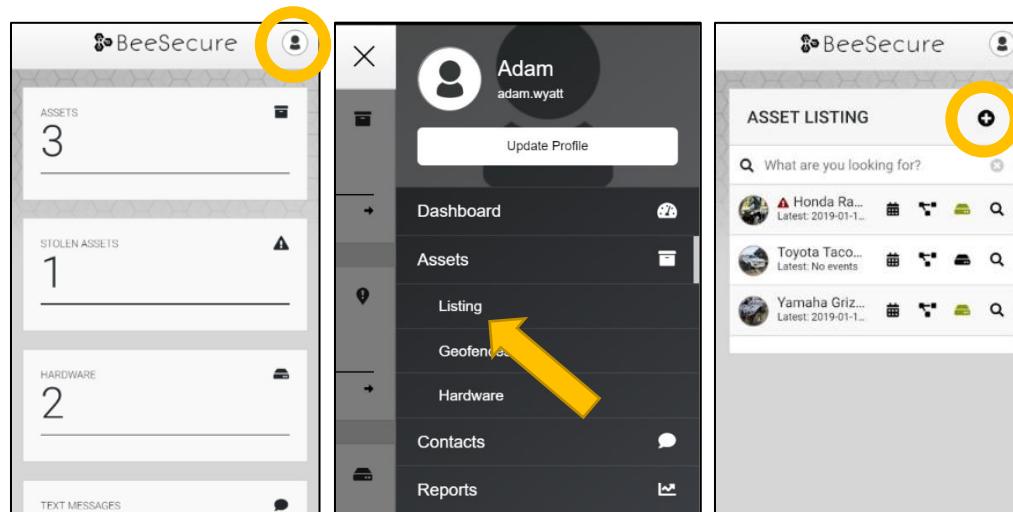 BeeSecure
ASSETS
3
STOLEN ASSETS
1
HARDWARE
2
TEXT MESSAGES
Adam
adam.wyatt
Update Profile
Dashboard
Assets
Listing
Geofences
Hardware
Contacts
Reports
BeeSecure
ASSET LISTING
What are you looking for?
Honda Ra...
Latest: 2019-01-1...
Toyota Taco...
Latest: No events
Yamaha Griz...
Latest: 2019-01-1...